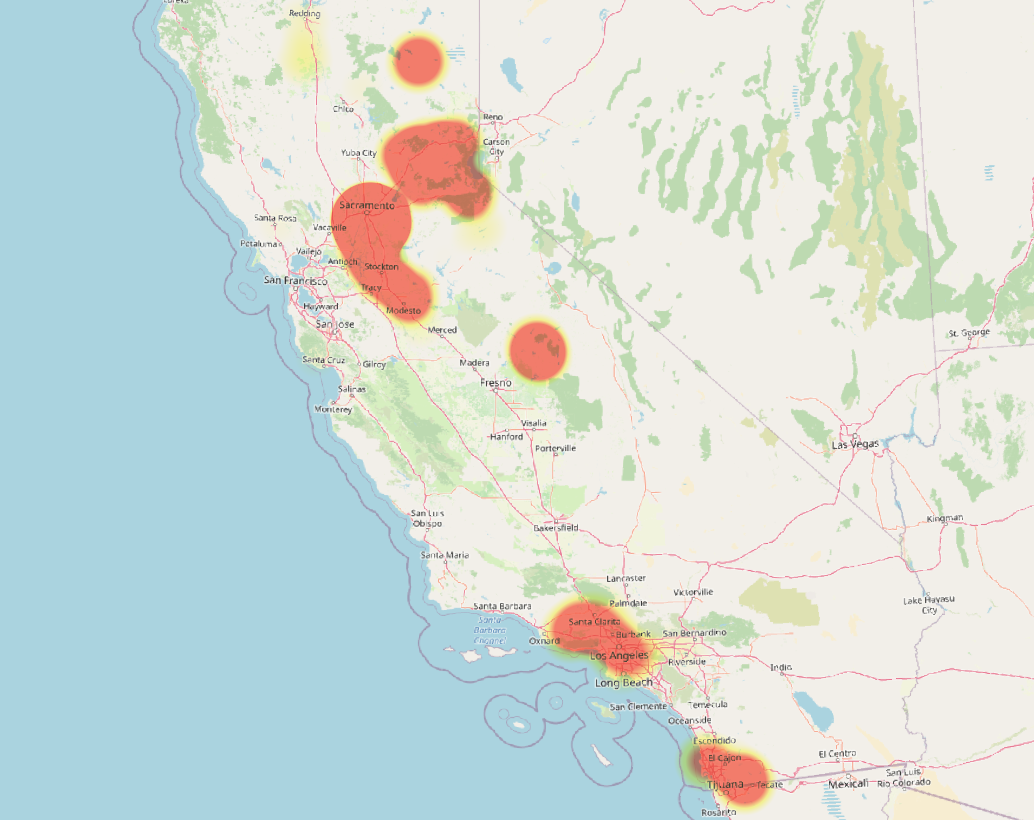 Eureka
Redding
Chico
Reno
Carson
City
Yuba City
Sacramento
Santa Rosa
Vacaville
Petaluma
Vallejo
Antioch
Stockton
San Francisco
Tracy
Hayward
Modesto
San Jose
Merced
St. George
Santa Cruz
Gilroy
Madera
Fresno
Salinas
Monterey
Visalia
Hanford
Las Vegas
Porterville
San Luis
Obispo
Kingman
Bakersfield
Santa Maria
Lancaster
Victorville
Palmdale
Lake Havasu
City
Santa Barbara
Santa
Barbara
Channel
Santa Clarita
Burbank
San Bernardino
Oxnard
Los Angeles
Riverside
Indio
Long Beach
San Clemente
Temecula
Oceanside
Escondido
El Cajon
El Centro
Tijuana
Tecate
Mexicali
San Luis
Río Colorado
Rosarito